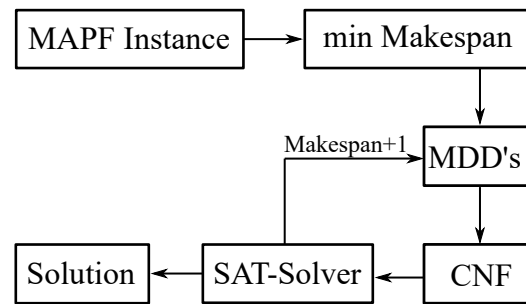 MAPF Instance
min Makespan
Makespan+1
MDD's
Solution
SAT-Solver
CNF